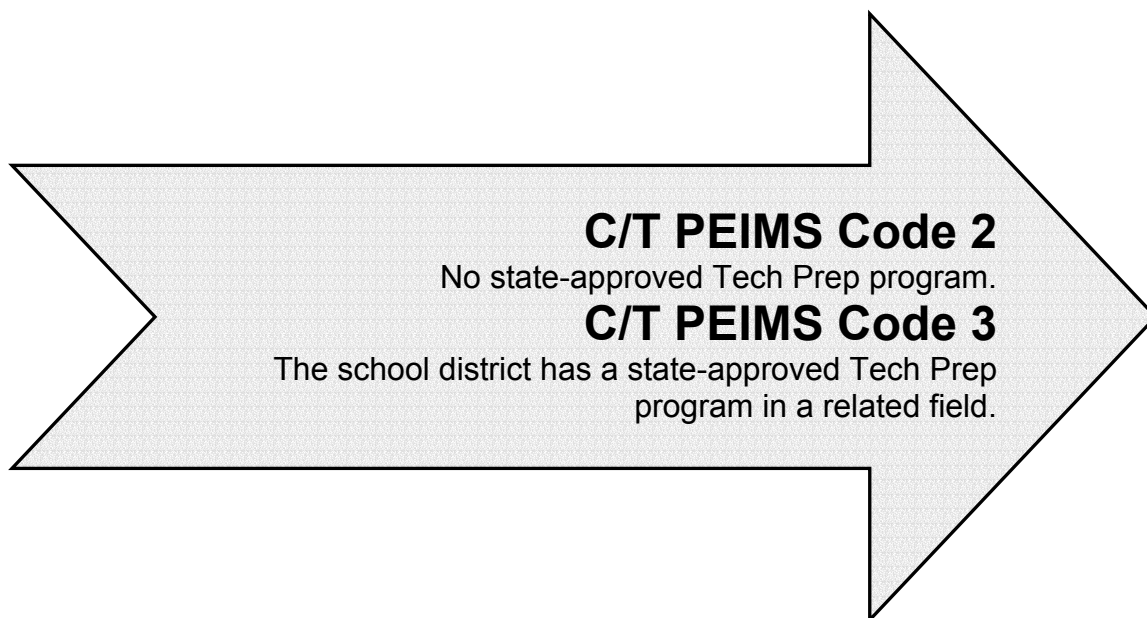 C/T PEIMS Code 2
No state-approved Tech Prep program.
C/T PEIMS Code 3
The school district has a state-approved Tech Prep
program in a related field.